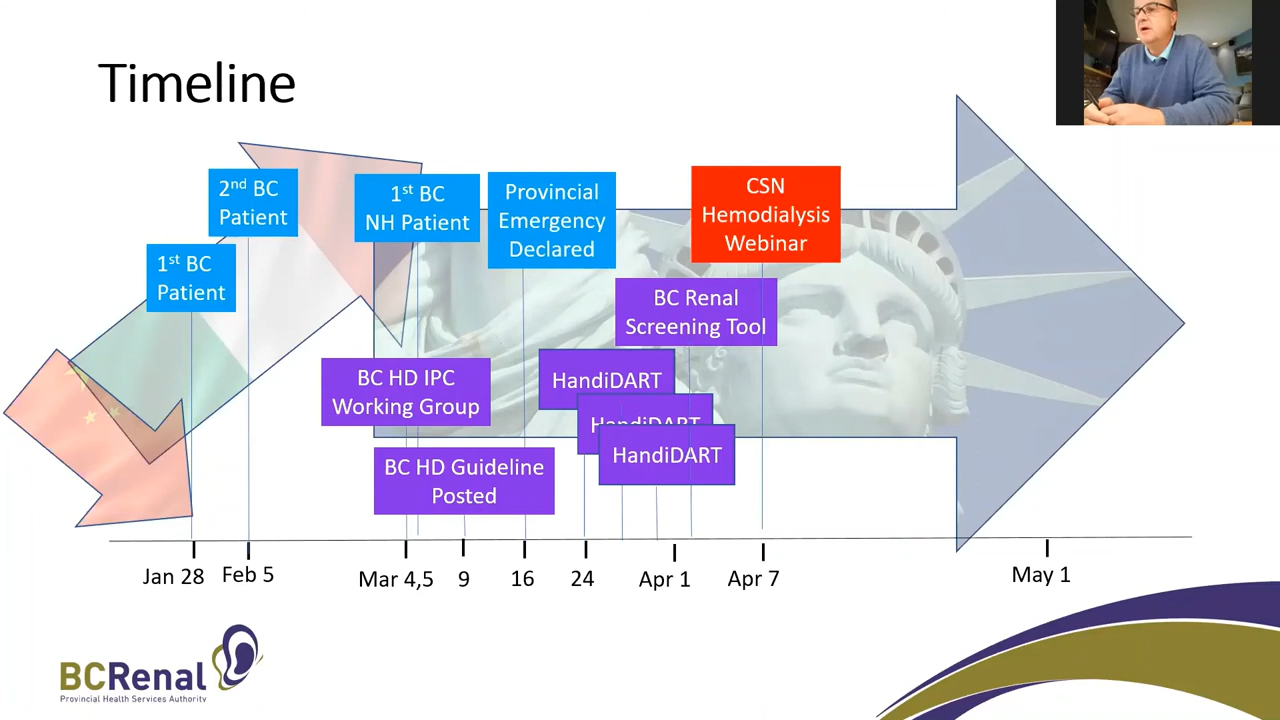 Timeline
2nd BC
Patient
1st BC
Patient
1st BC
NH Patient
Provincial
Emergency
Declared
CSN
Hemodialysis
Webinar
BC Renal
Screening Tool
BC HD IPC
Working Group
HandiDART
HandiDART
HandiDART
BC HD Guideline
Posted
Jan 28 Feb 5 Mar 4,5 9 16 24 Apr 1 Apr 7 May 1
BCRenal
Provincial Health Services Authority